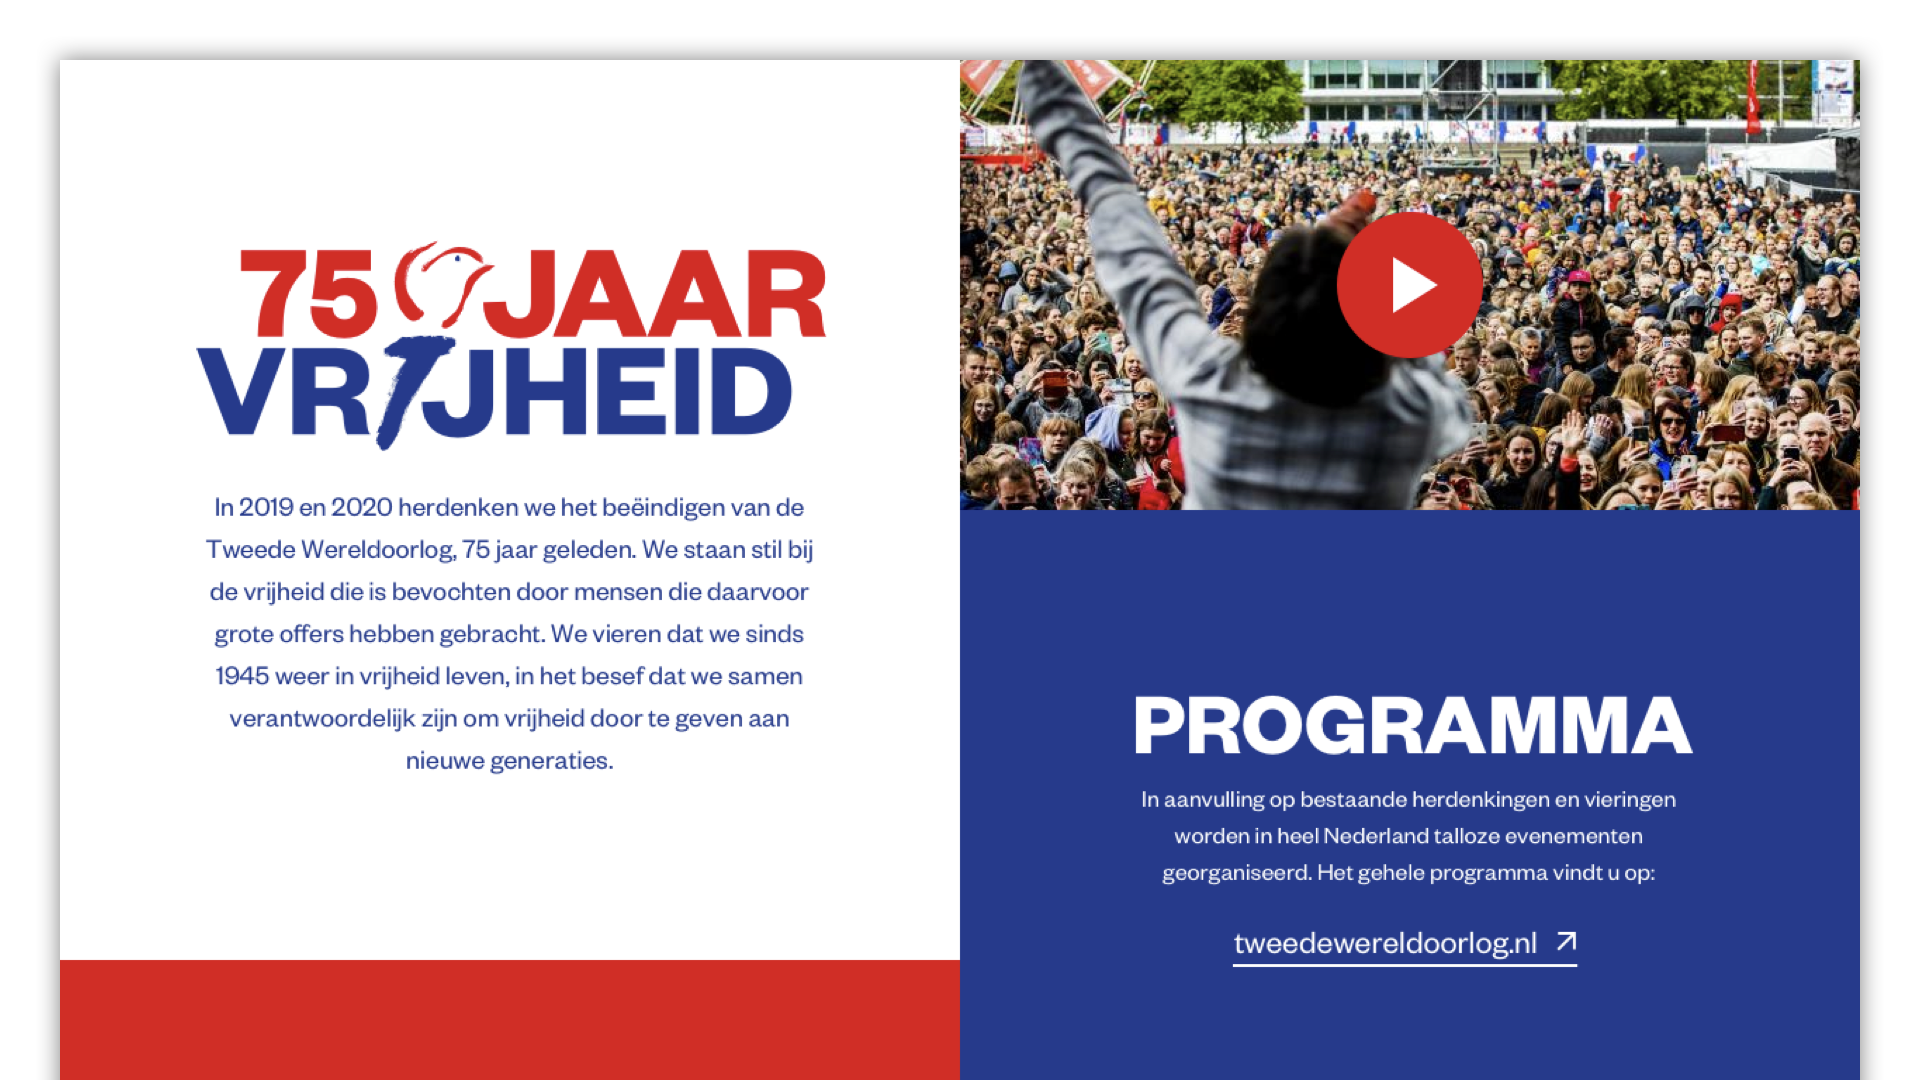 75 JAAR
VRIJHEID
In 2019 en 2020 herdenken we het beëindigen van de
Tweede Wereldoorlog, 75 jaar geleden. We staan stil bij
de vrijheid die is bevochten door mensen die daarvoor
grote offers hebben gebracht. We vieren dat we sinds
1945 weer in vrijheid leven, in het besef dat we samen
verantwoordelijk zijn om vrijheid door te geven aan
nieuwe generaties.
PROGRAMMA
In aanvulling op bestaande herdenkingen en vieringen
worden in heel Nederland talloze evenementen
georganiseerd. Het gehele programma vindt u op:
tweedewereldoorlog.nl